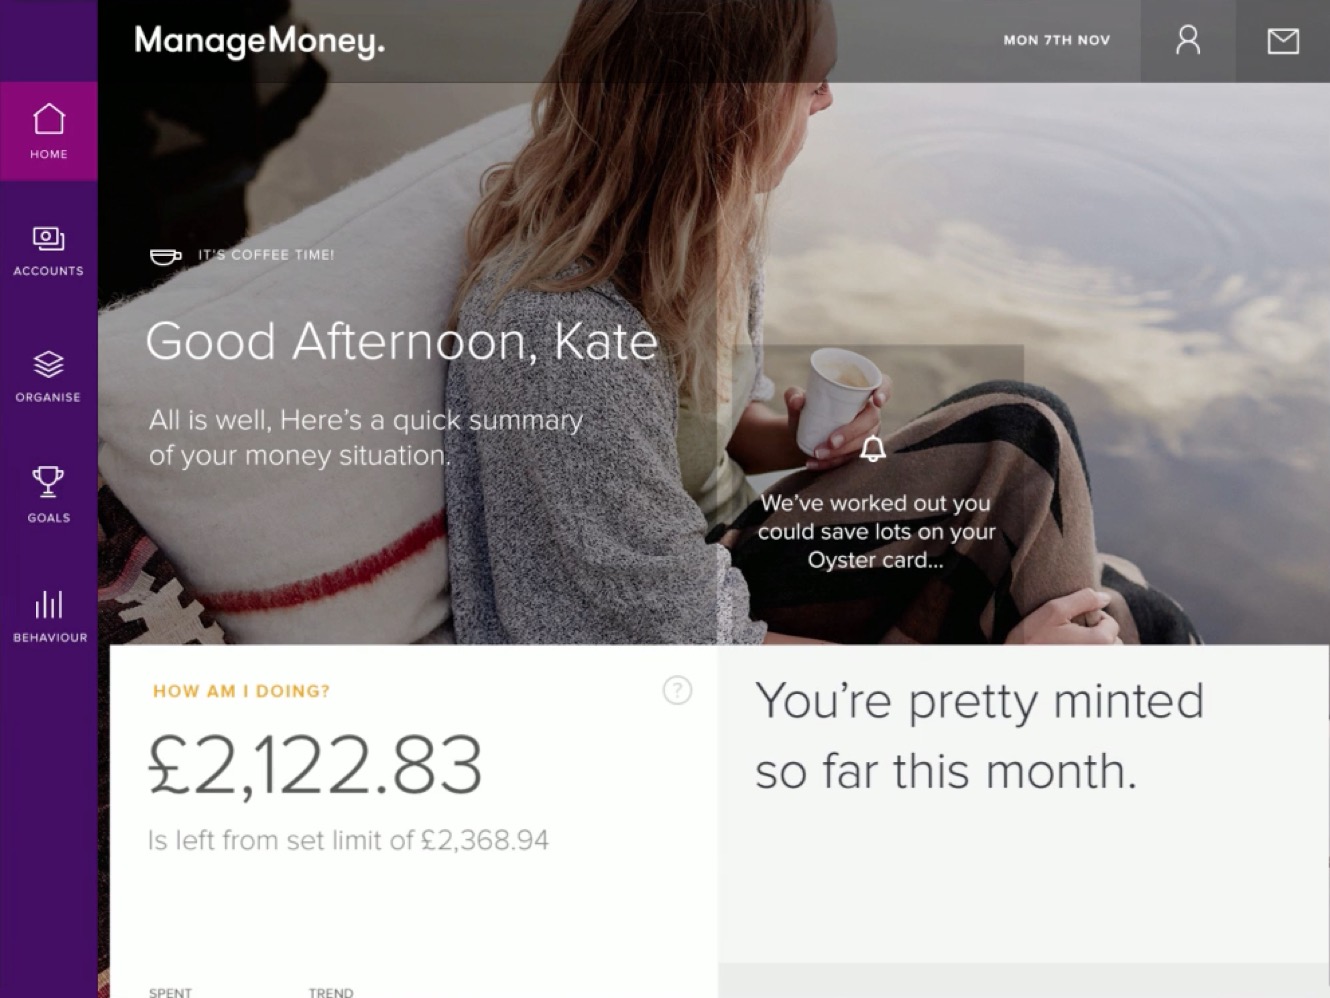 ManageMoney.
MON 7TH NOV
HOME
ACCOUNTS
ORGANISE
GOALS
BEHAVIOUR
IT'S COFFEE TIME!
Good Afternoon, Kate
All is well, Here's a quick summary
of your money situation.
We've worked out you
could save lots on your
Oyster card...
HOW AM I DOING?
?
£2,122.83
Is left from set limit of £2,368.94
SPENT
TREND
You're pretty minted
so far this month.